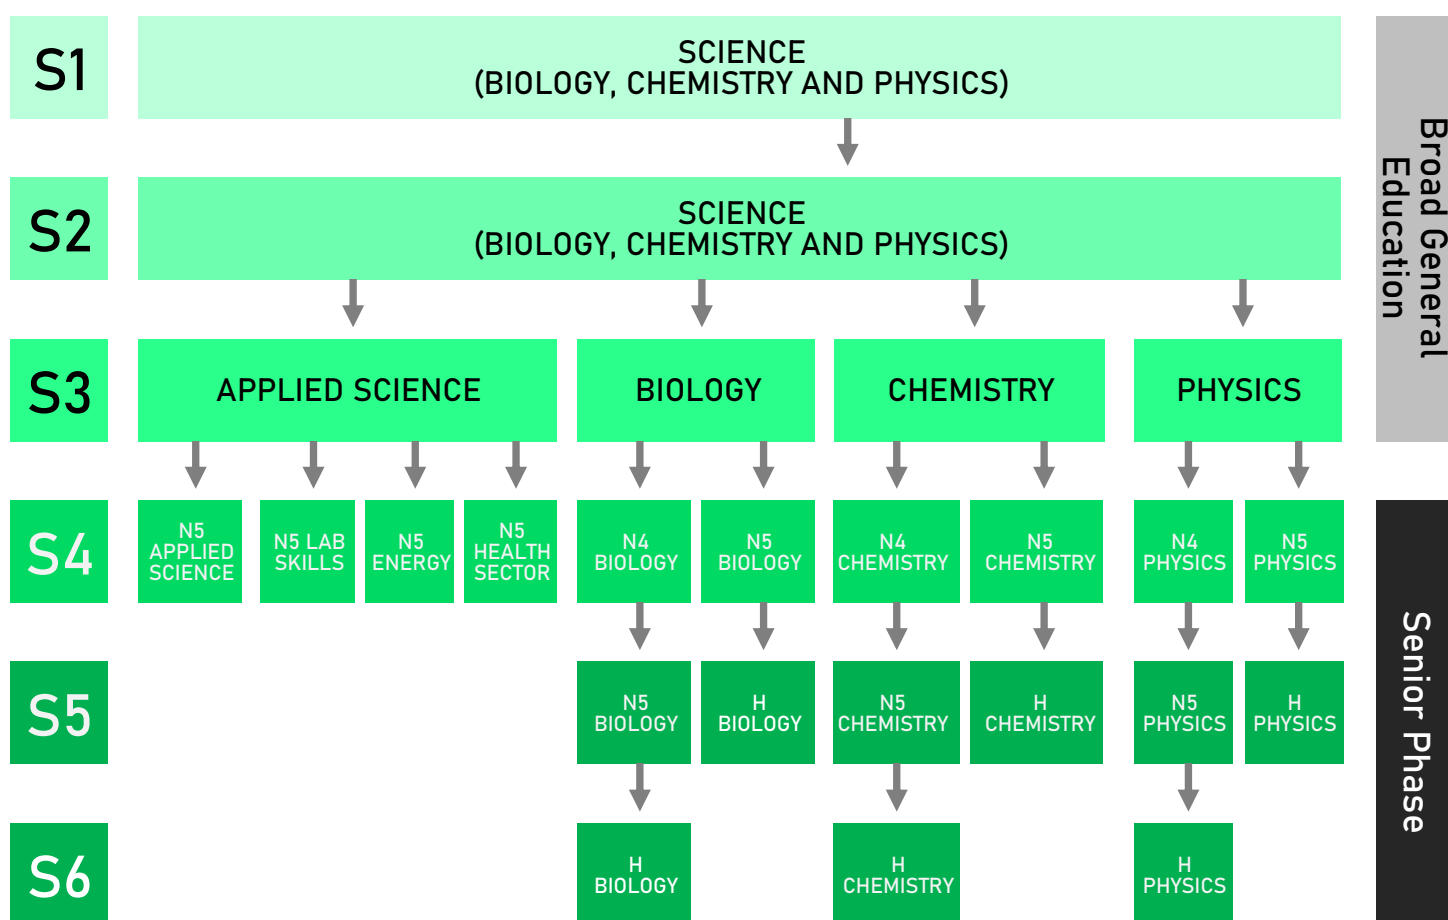 S1
SCIENCE
(BIOLOGY, CHEMISTRY AND PHYSICS)
Broad General
Education
S2
SCIENCE
(BIOLOGY, CHEMISTRY AND PHYSICS)
S3
APPLIED SCIENCE
BIOLOGY
CHEMISTRY
PHYSICS
S4
N5
APPLIED
SCIENCE
N5 LAB
SKILLS
N5
ENERGY
N5
HEALTH
SECTOR
N4
BIOLOGY
N5
BIOLOGY
N4
CHEMISTRY
N5
CHEMISTRY
N4
PHYSICS
N5
PHYSICS
Senior Phase
S5
N5
BIOLOGY
H
BIOLOGY
N5
CHEMISTRY
H
CHEMISTRY
N5
PHYSICS
H
PHYSICS
S6
H
BIOLOGY
H
CHEMISTRY
H
PHYSICS